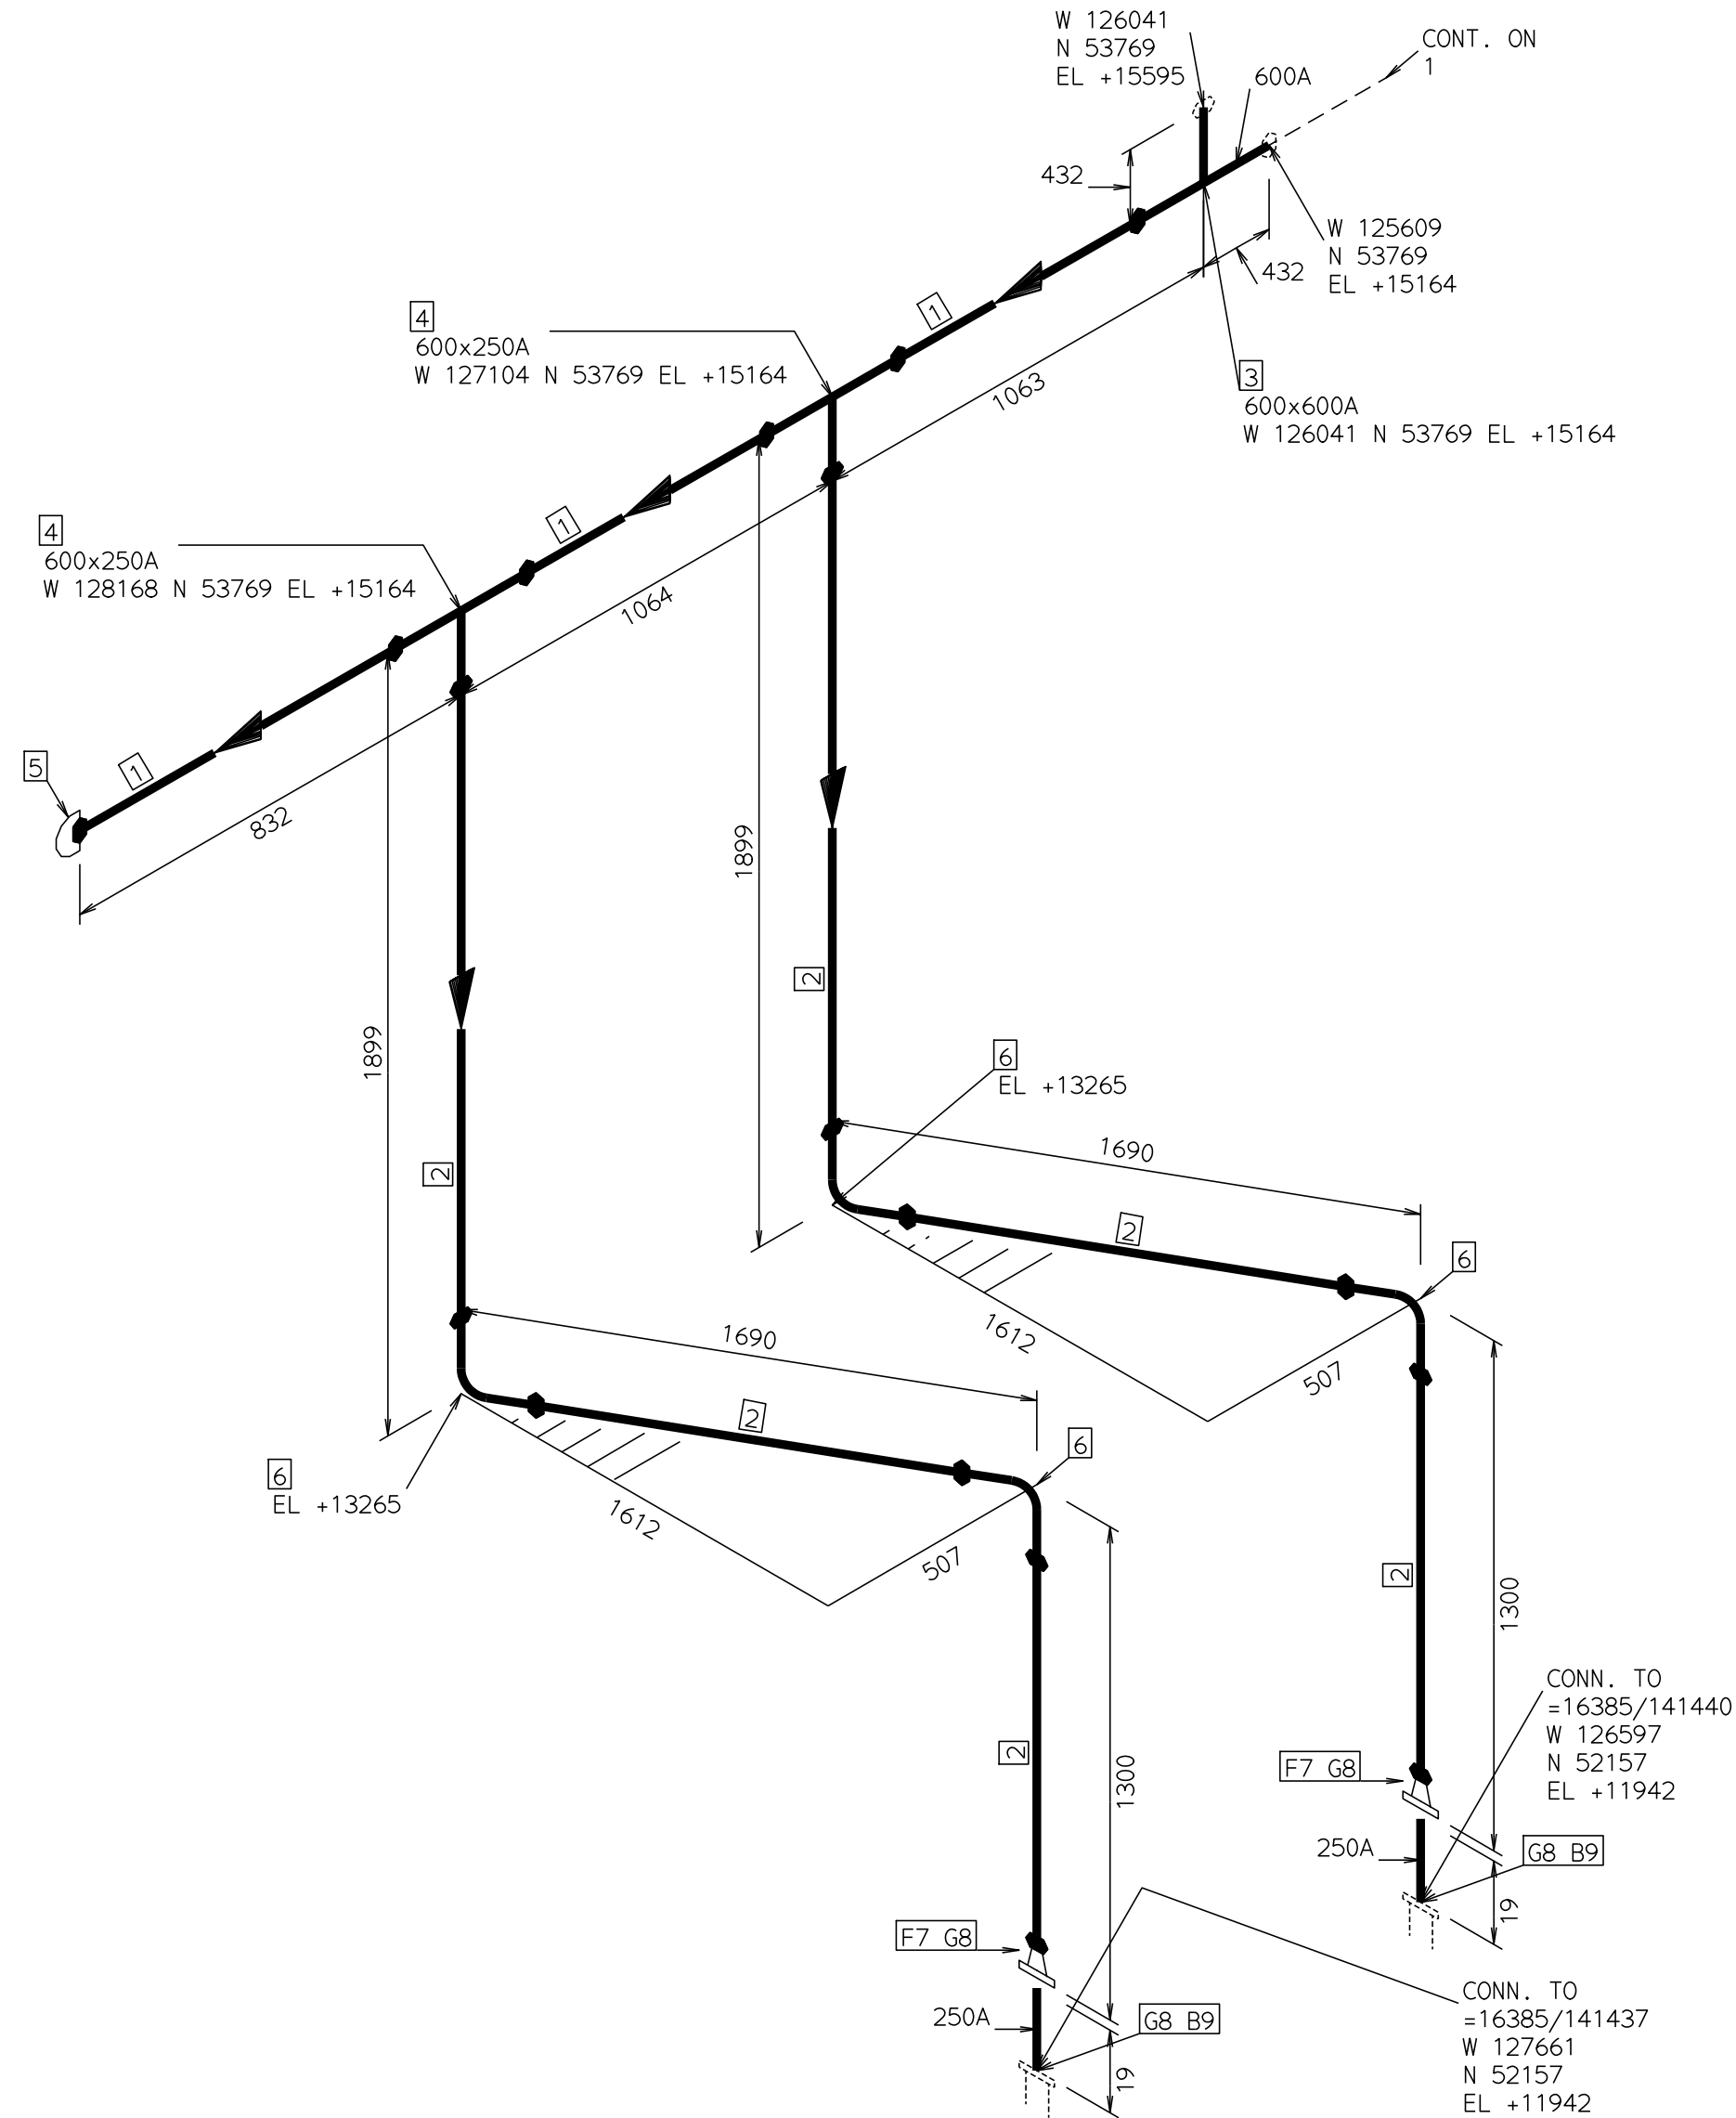 W 126041
N 53769
EL +15595
CONT. ON
1
600A
432
W 125609
N 53769
EL +15164
432
4
600x250A
W 127104 N 53769 EL +15164
1
1063
3
600x600A
W 126041 N 53769 EL +15164
4
600x250A
W 128168 N 53769 EL +15164
1
1064
5
1
832
1899
1899
2
2
6
EL +13265
1690
2
6
1612
507
1690
2
6
6
EL +13265
1612
507
2
1300
CONN. TO
=16385/141440
W 126597
N 52157
EL +11942
2
1300
F7 G8
250A
G8 B9
19
F7 G8
250A
G8 B9
19
CONN. TO
=16385/141437
W 127661
N 52157
EL +11942